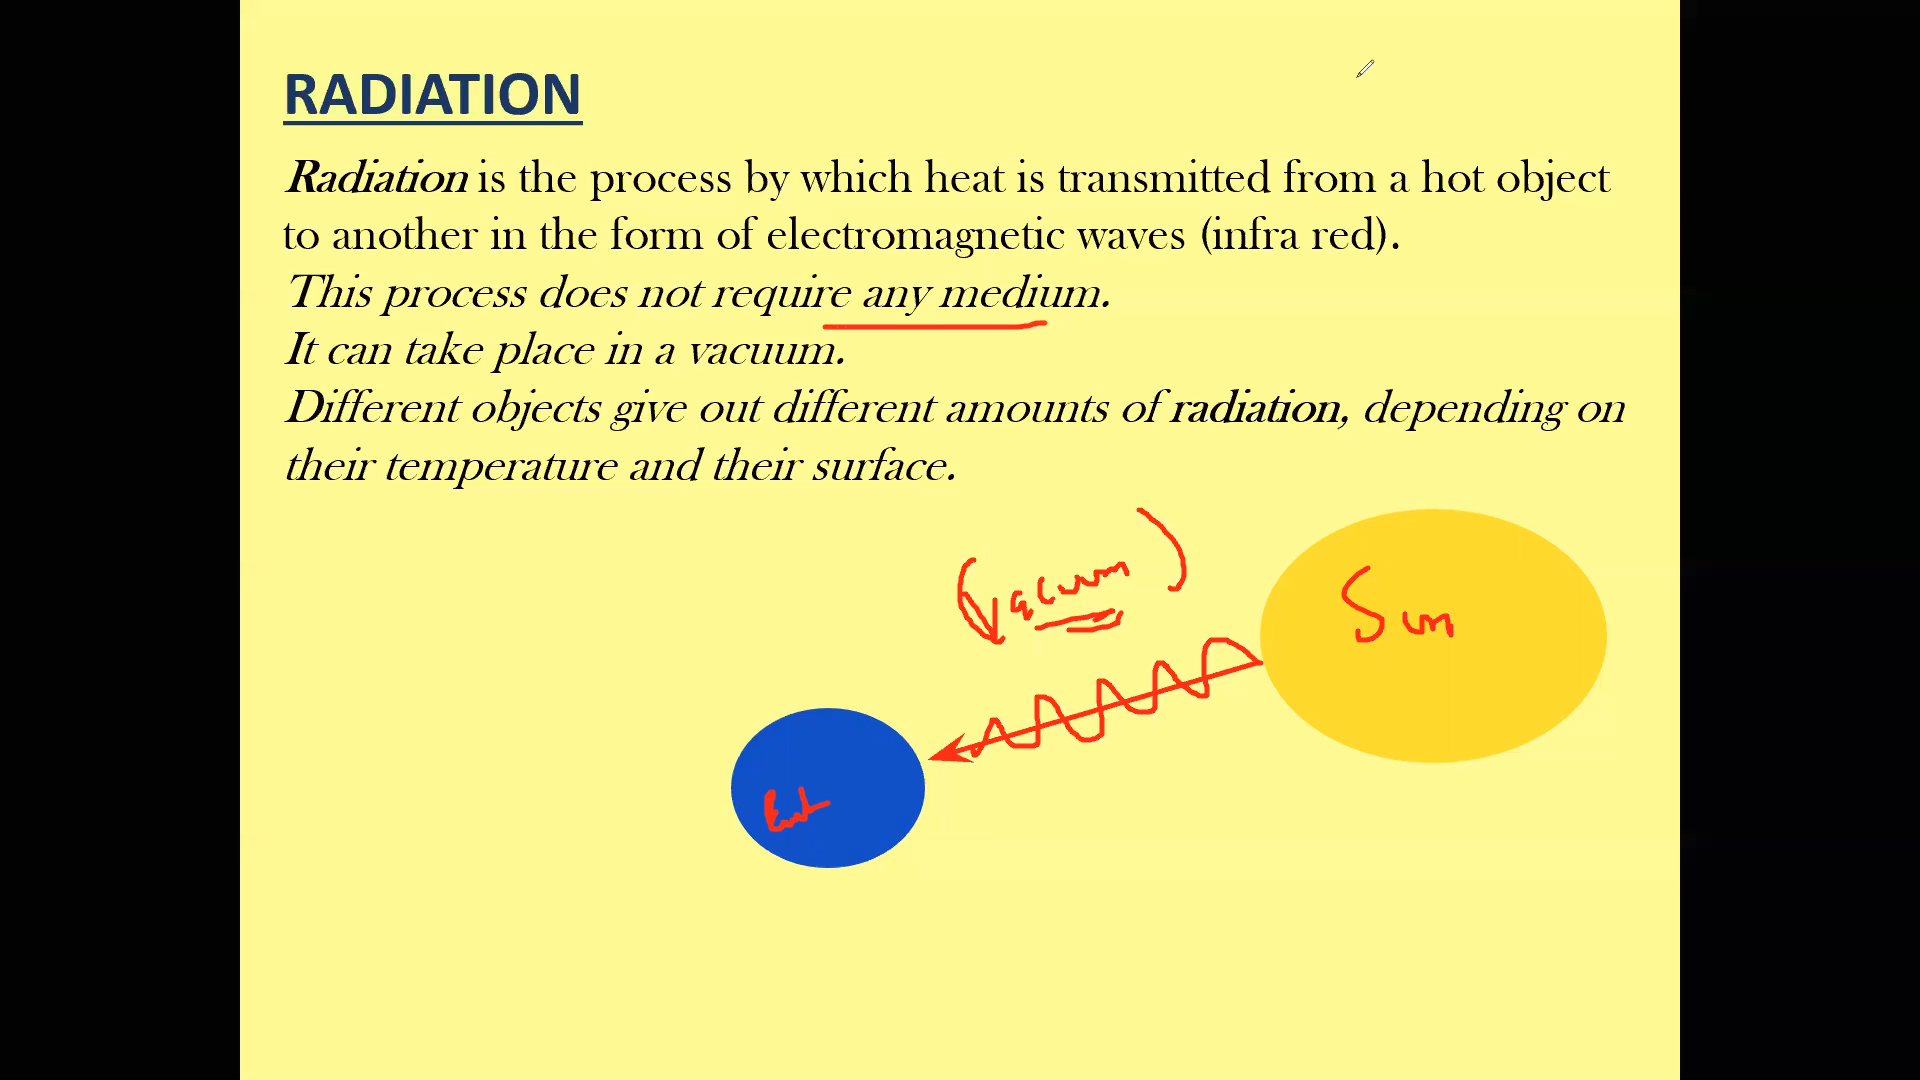 RADIATION
Radiation is the process by which heat is transmitted from a hot object
to another in the form of electromagnetic waves (infra red).
This process does not require any medium.
It can take place in a vacuum.
Different objects give out different amounts of radiation, depending on
their temperature and their surface.
(Vacuum)
Sun